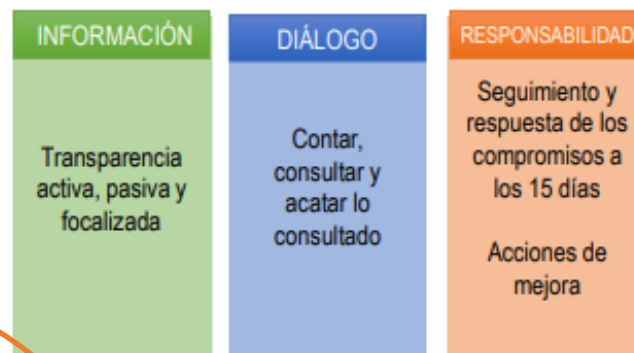 INFORMACIÓN
Transparencia
activa, pasiva y
focalizada
DIÁLOGO
Contar,
consultar y
acatar lo
consultado
RESPONSABILIDAD
Seguimiento y
respuesta de los
compromisos a
los 15 días
Acciones de
mejora